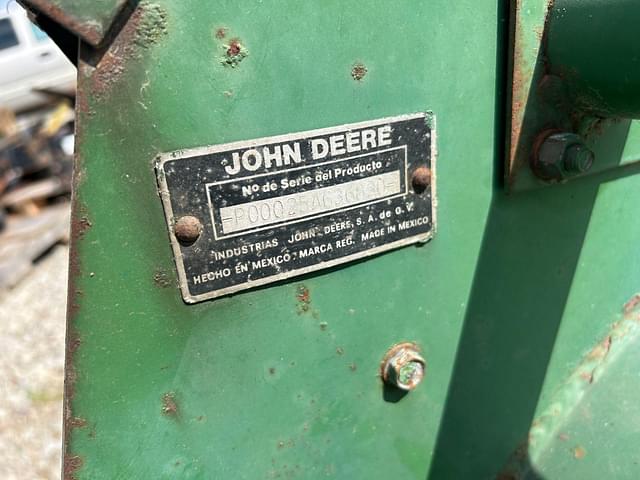 JOHN DEERE
Nº de Serie del Producto
INDUSTRIAS JOHN DEERE, S. A. de C. V.
HECHO EN MEXICO - MARCA REG. MADE IN MEXICO